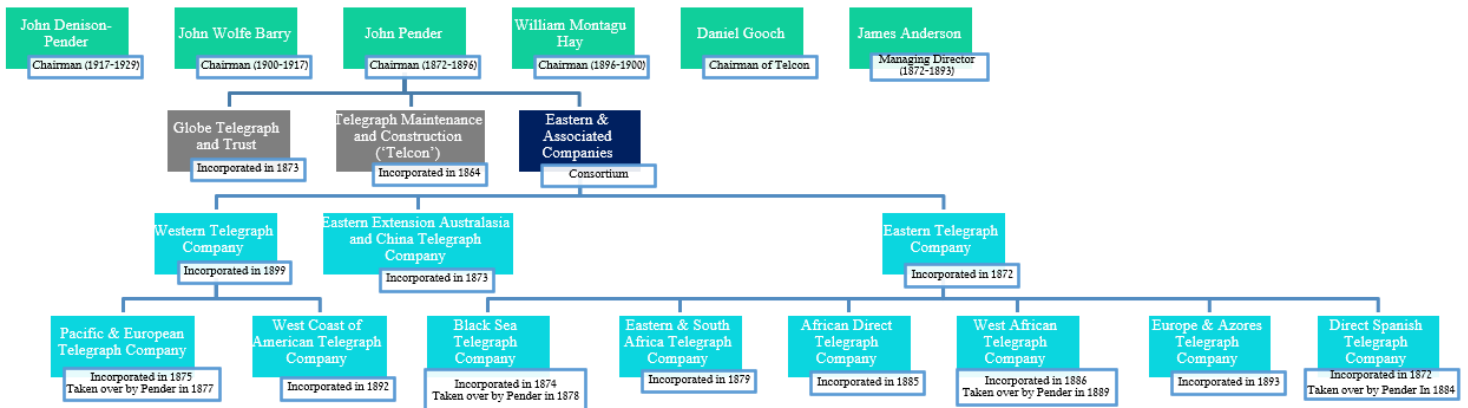 John Denison-
Pender
Chairman (1917-1929)
John Wolfe Barry
Chairman (1900-1917)
John Pender
Chairman (1872-1896)
William Montagu
Hay
Chairman (1896-1900)
Daniel Gooch
Chairman of Telcon
James Anderson
Managing Director
(1872-1893)
Globe Telegraph
and Trust
Incorporated in 1873
Telegraph Maintenance
and Construction
(‘Telcon’)
Incorporated in 1864
Eastern &
Associated
Companies
Consortium
Western Telegraph
Company
Incorporated in 1899
Eastern Extension Australasia
and China Telegraph
Company
Incorporated in 1873
Eastern Telegraph
Company
Incorporated in 1872
Pacific & European
Telegraph Company
Incorporated in 1875
Taken over by Pender in 1877
West Coast of
American Telegraph
Company
Incorporated in 1892
Black Sea
Telegraph
Company
Incorporated in 1874
Taken over by Pender in 1878
Eastern & South
Africa Telegraph
Company
Incorporated in 1879
African Direct
Telegraph
Company
Incorporated in 1885
West African
Telegraph
Company
Incorporated in 1886
Taken over by Pender in 1889
Europe & Azores
Telegraph
Company
Incorporated in 1893
Direct Spanish
Telegraph
Company
Incorporated in 1872
Taken over by Pender In 1884